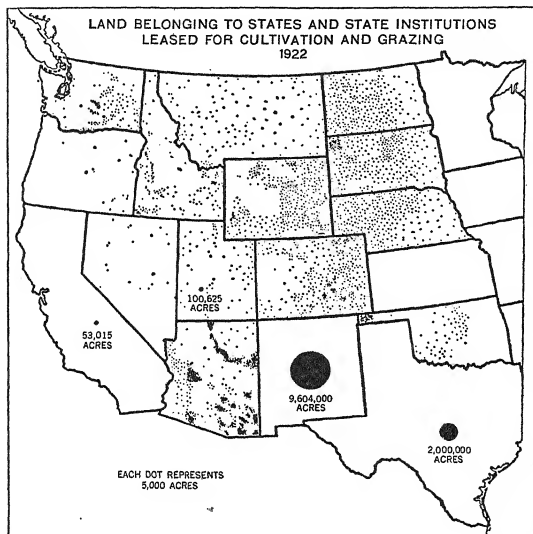 LAND BELONGING TO STATES AND STATE INSTITUTIONS
LEASED FOR CULTIVATION AND GRAZING
1922
100,625
ACRES
53,015
ACRES
9,604,000
ACRES
2,000,000
ACRES
EACH DOT REPRESENTS
5,000 ACRES